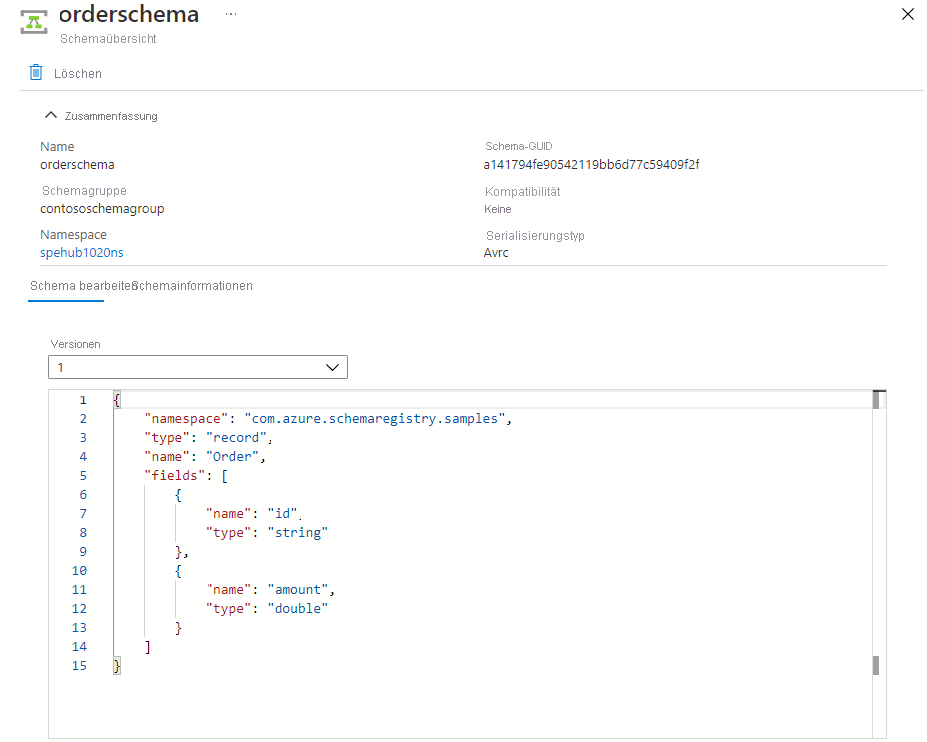 orderschema ...
Schemaübersicht
Löschen
Zusammenfassung
Name
orderschema
Schema-GUID
a141794fe90542119bb6d77c59409f2f
Schemagruppe
contososchemagroup
Kompatibilität
Keine
Namespace
spehub1020ns
Serialisierungstyp
Avrc
Schema bearbeiten Schemainformationen
Versionen
1
1 {
2 "namespace": "com.azure.schemaregistry.samples",
3 "type": "record",
4 "name": "Order",
5 "fields": [
6 {
7 "name": "id",
8 "type": "string"
9 },
10 {
11 "name": "amount",
12 "type": "double"
13 }
14 ]
15 }